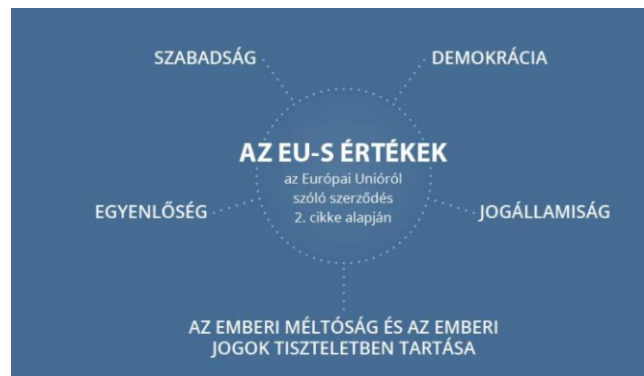 SZABADSÁG
DEMOKRÁCIA
AZ EU-S ÉRTÉKEK
az Európai Unióról
szóló szerződés
2. cikke alapján
EGYENLŐSÉG
JOGÁLLAMISÁG
AZ EMBERI MÉLTÓSÁG ÉS AZ EMBERI
JOGOK TISZTELETBEN TARTÁSA